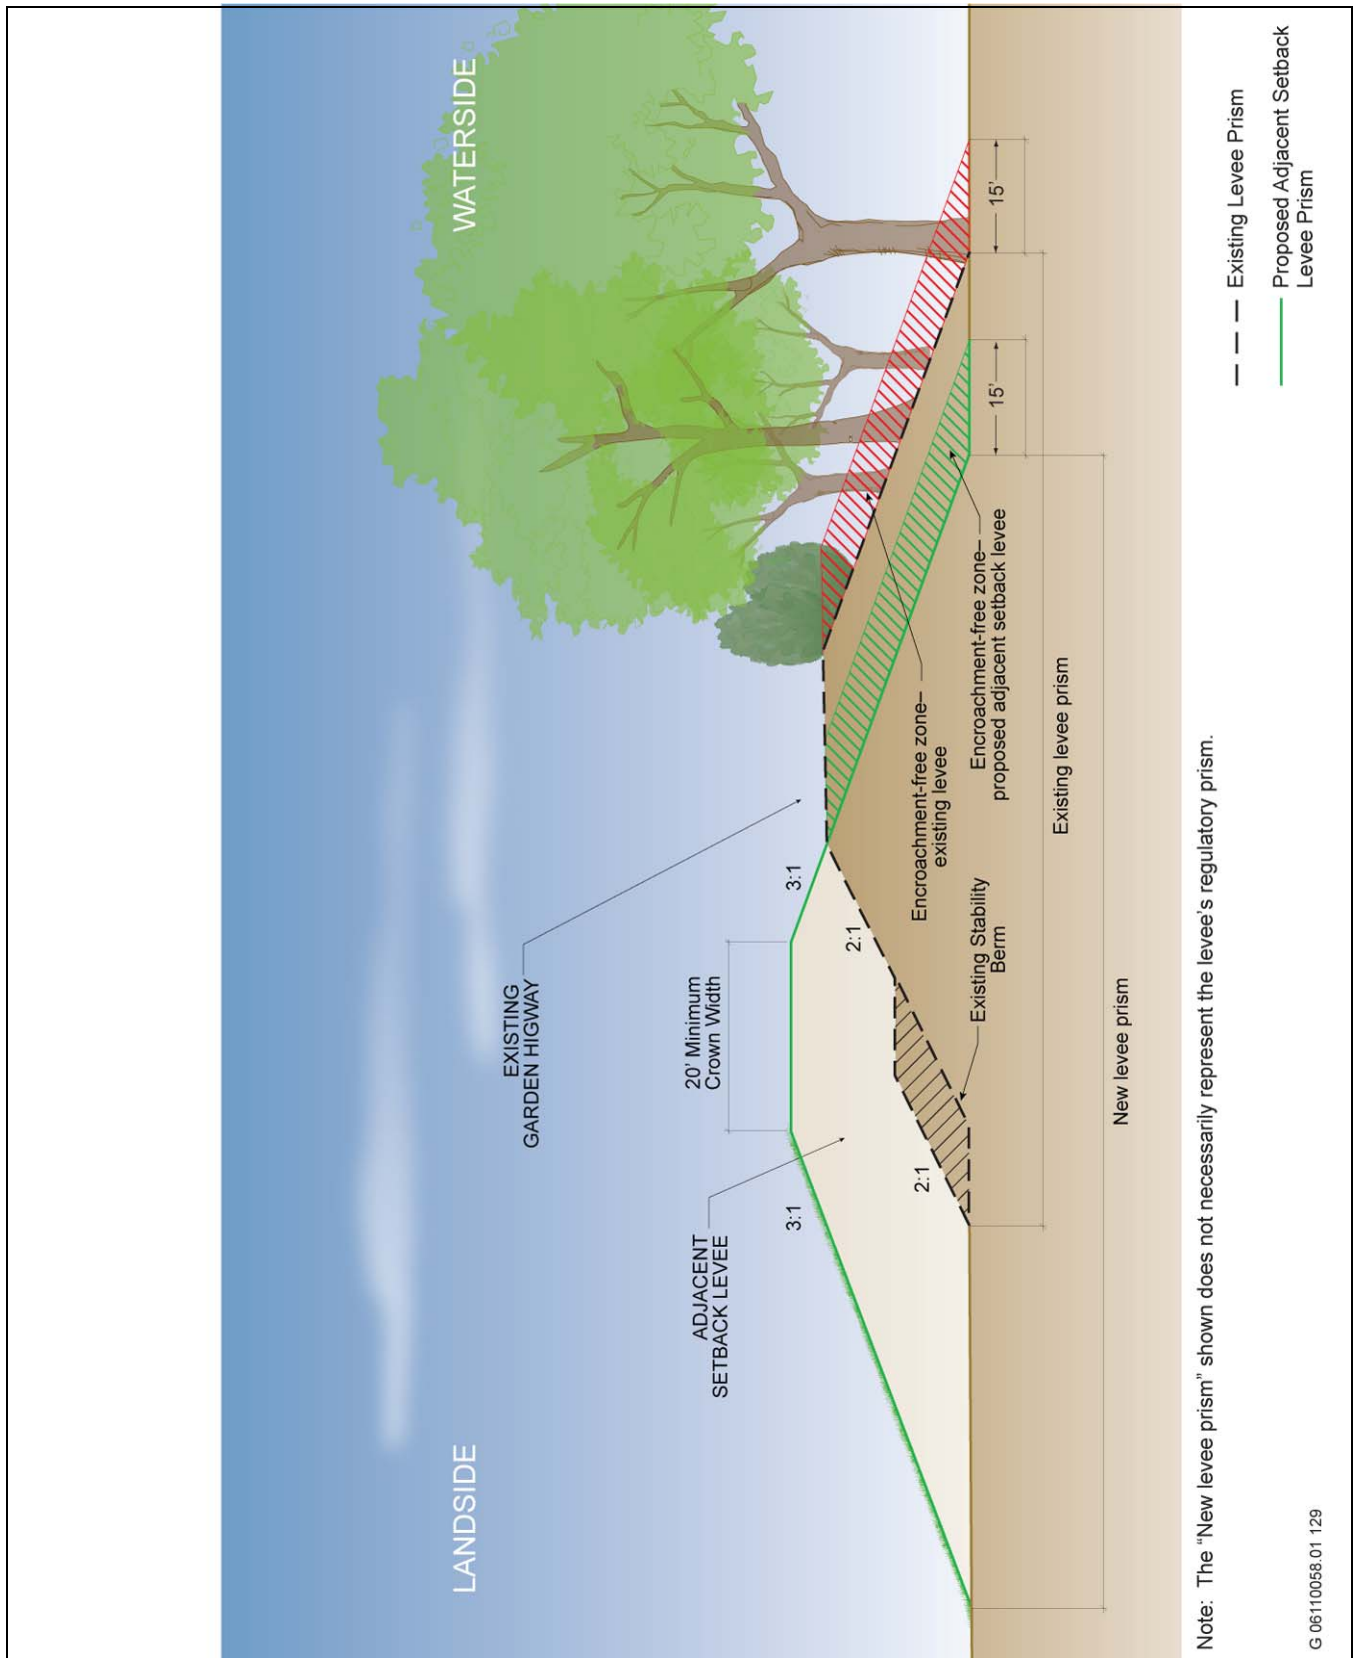 LANDSIDE
WATERSIDE
EXISTING
GARDEN HIGWAY
20' Minimum
Crown Width
ADJACENT
SETBACK LEVEE
3:1
3:1
2:1
2:1
Encroachment-free zone–
existing levee
Existing Stability
Berm
Encroachment-free zone–
proposed adjacent setback levee
15'
15'
Existing levee prism
New levee prism
Note: The “New levee prism” shown does not necessarily represent the levee’s regulatory prism.
Existing Levee Prism
Proposed Adjacent Setback
Levee Prism
G 06110058.01 129